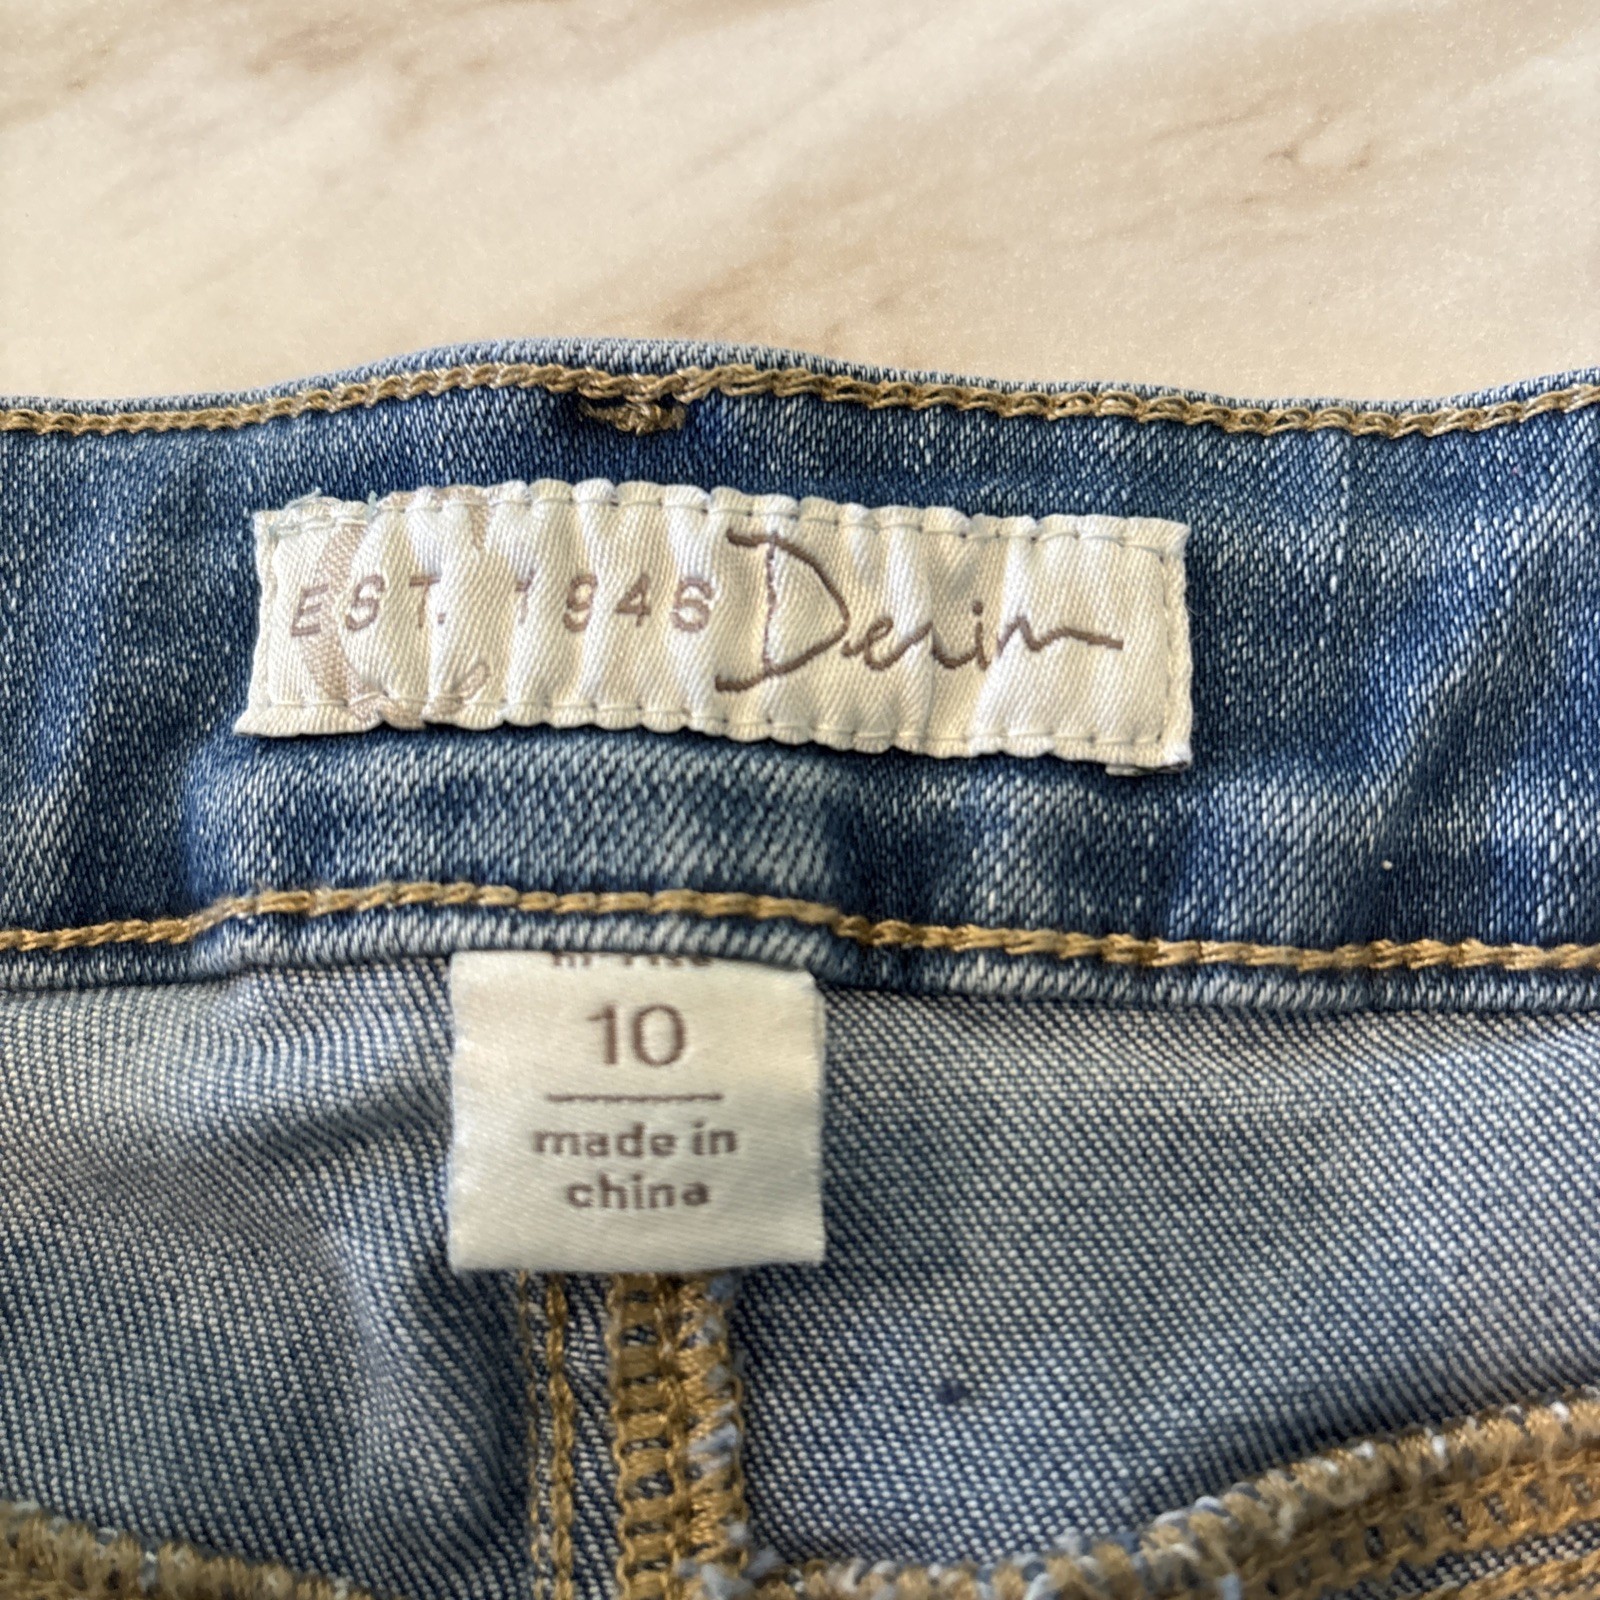 EST. 1946 Denim
10
made in
china